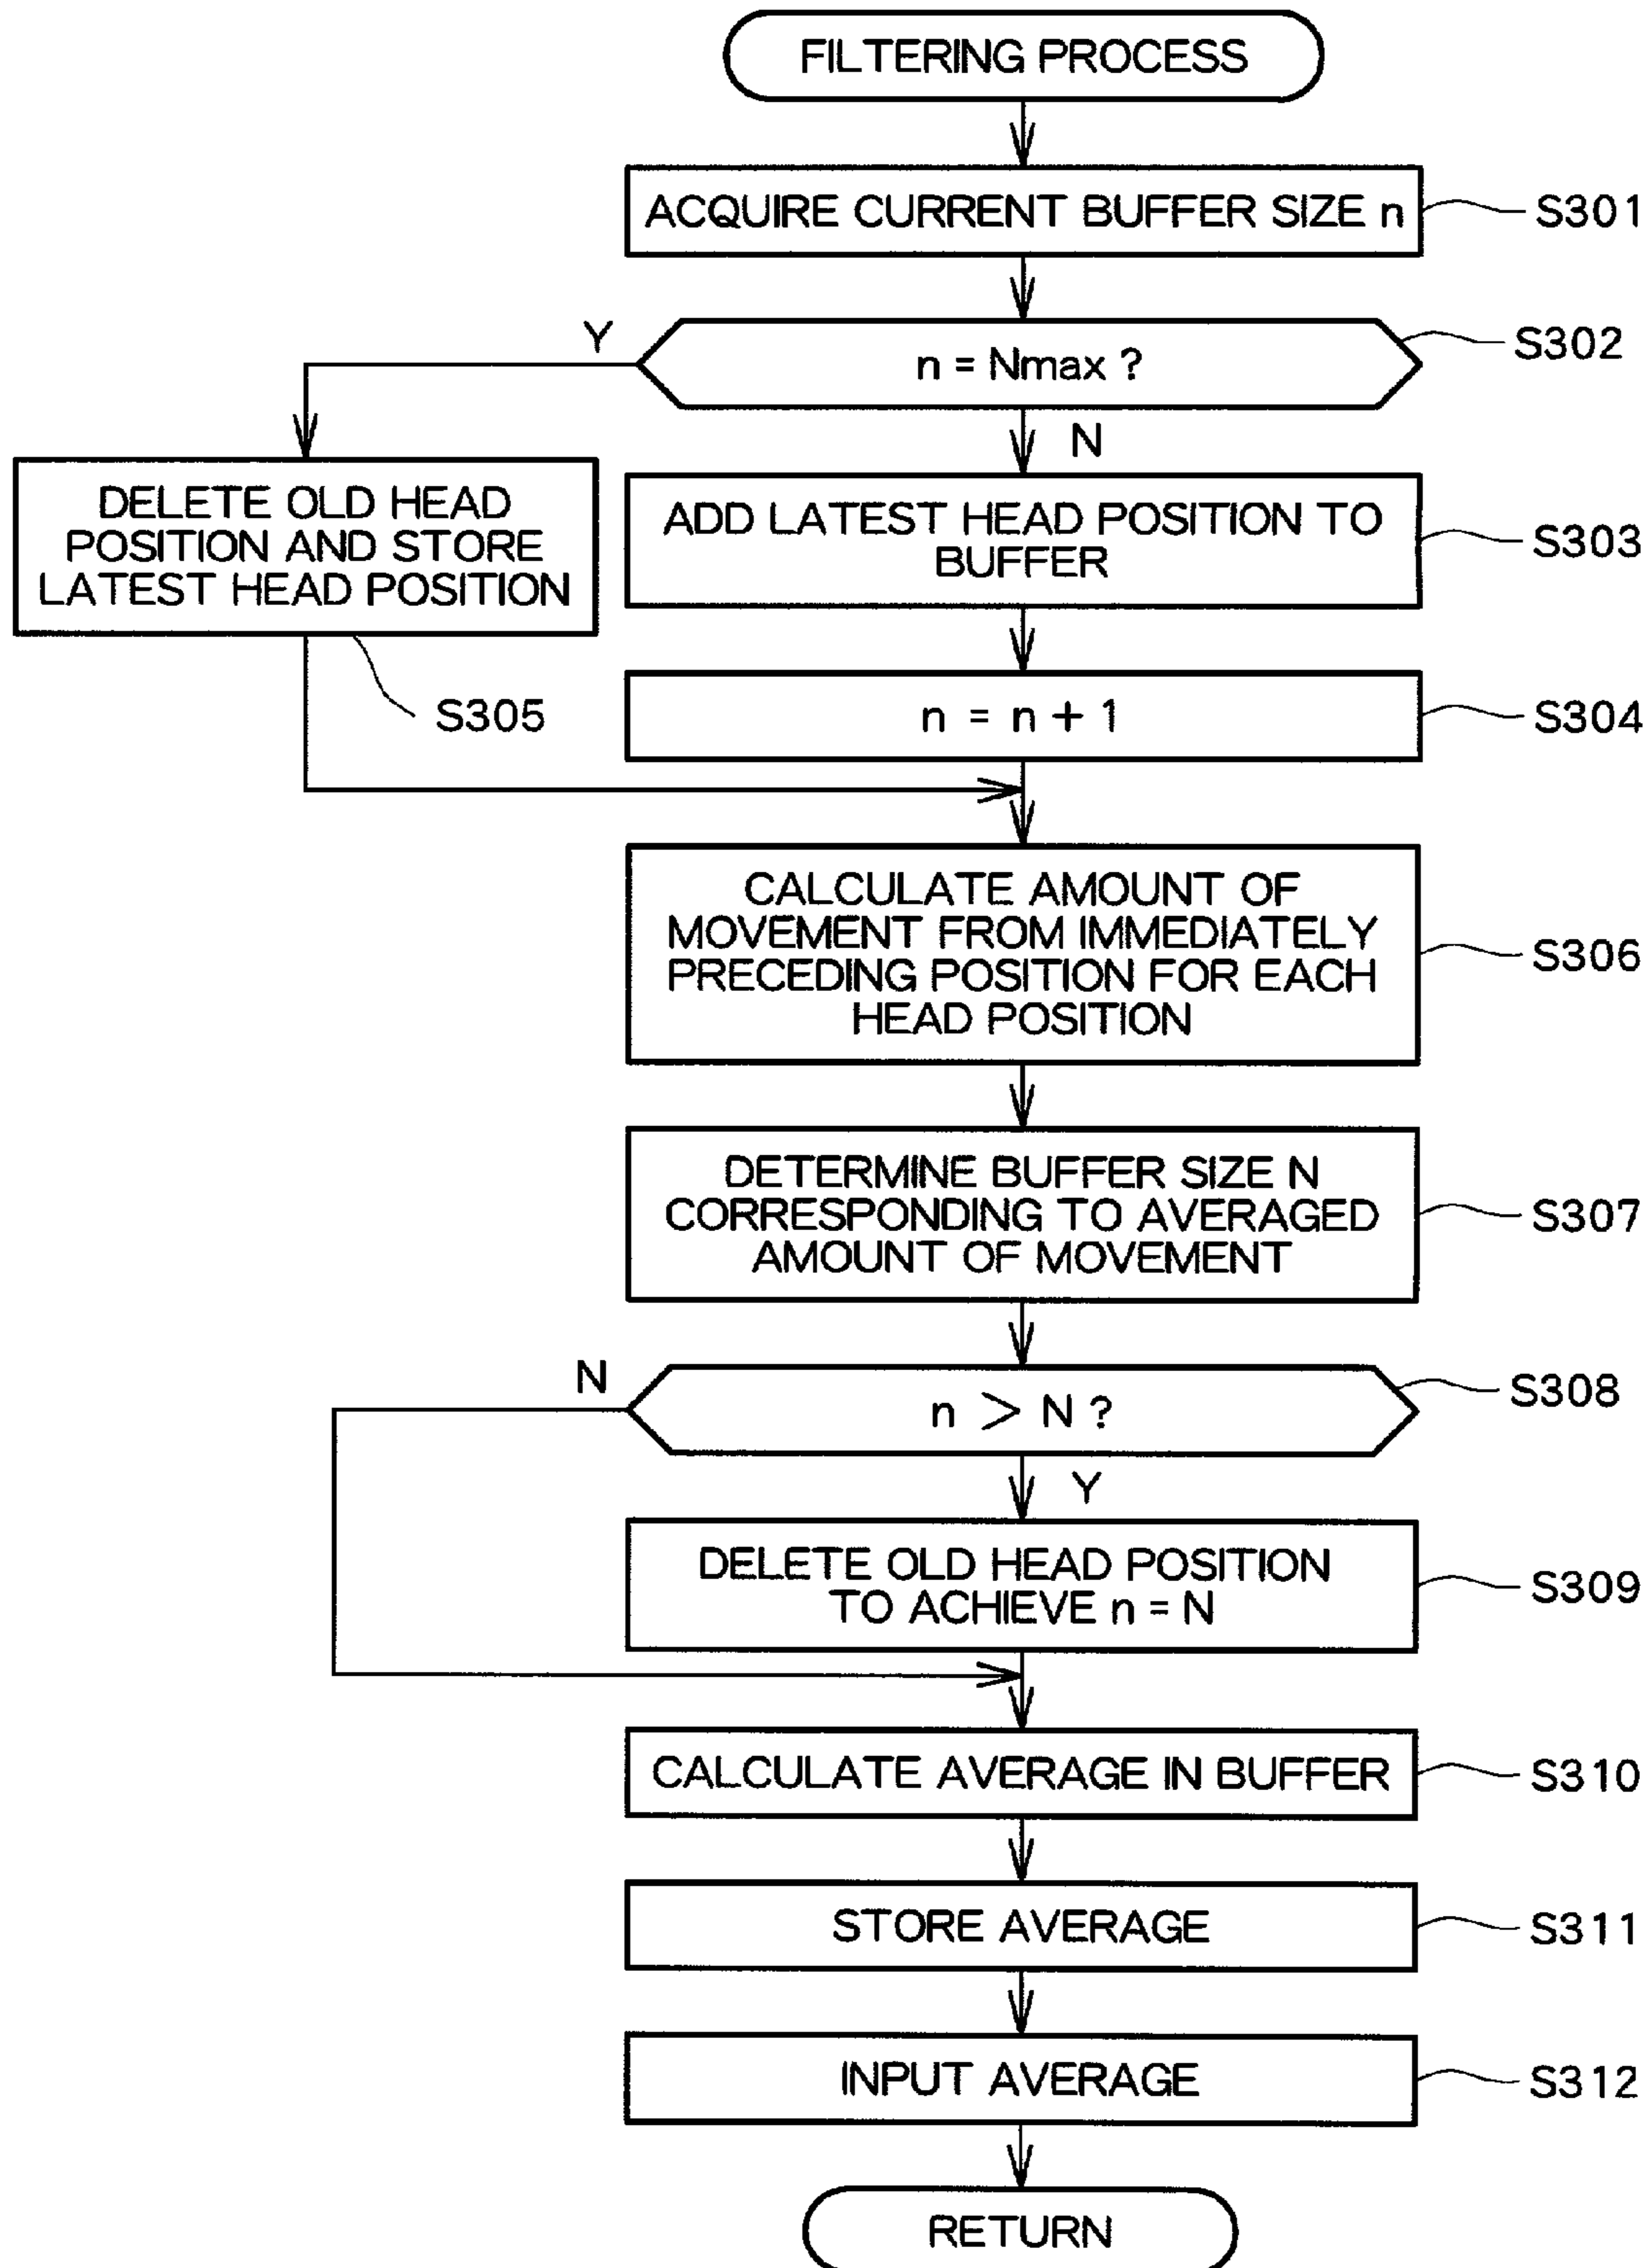 FILTERING PROCESS
ACQUIRE CURRENT BUFFER SIZE n
S301
Y
n = Nmax ?
S302
N
DELETE OLD HEAD
POSITION AND STORE
LATEST HEAD POSITION
S305
ADD LATEST HEAD POSITION TO
BUFFER
S303
n = n + 1
S304
CALCULATE AMOUNT OF
MOVEMENT FROM IMMEDIATELY
PRECEDING POSITION FOR EACH
HEAD POSITION
S306
DETERMINE BUFFER SIZE N
CORRESPONDING TO AVERAGED
AMOUNT OF MOVEMENT
S307
N
n > N ?
S308
Y
DELETE OLD HEAD POSITION
TO ACHIEVE n = N
S309
CALCULATE AVERAGE IN BUFFER
S310
STORE AVERAGE
S311
INPUT AVERAGE
S312
RETURN